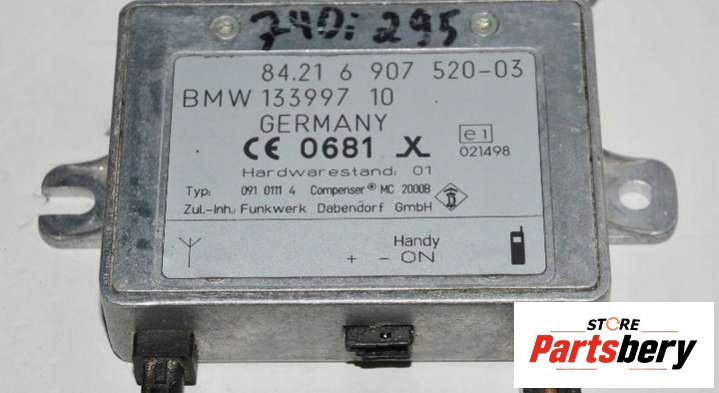 740i 295
84.21 6 907 520-03
BMW 133997 10
GERMANY
CE 0681 X
e1
021498
Hardwarestand: 01
Typ: 091 0111 4 Compenser® MC 2000B
Zul.-Inh.: Funkwerk Dabendorf GmbH
Handy
+ - ON
STORE
Partsbery